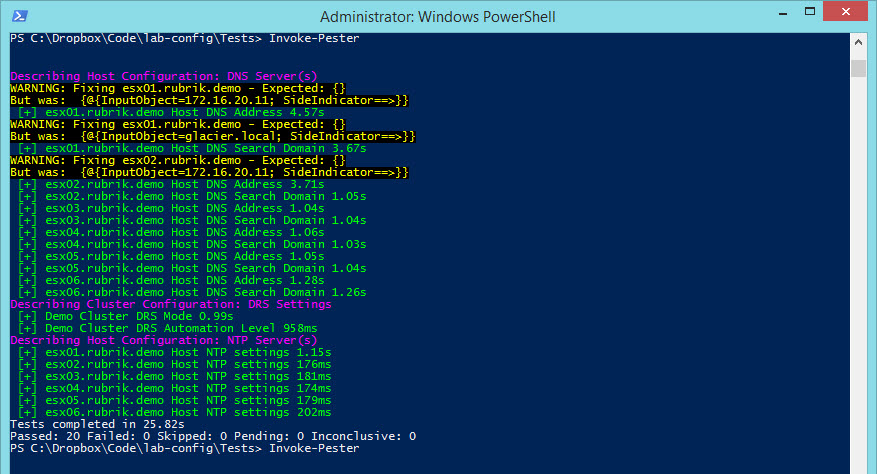 Administrator: Windows PowerShell
PS C:\Dropbox\Code\lab-config\Tests> Invoke-Pester
Describing Host Configuration: DNS Server(s)
WARNING: Fixing esx01.rubrik.demo - Expected: {}
But was:  {@{InputObject=172.16.20.11; SideIndicator==>}}
 [+] esx01.rubrik.demo Host DNS Address 4.57s
WARNING: Fixing esx01.rubrik.demo - Expected: {}
But was:  {@{InputObject=glacier.local; SideIndicator==>}}
 [+] esx01.rubrik.demo Host DNS Search Domain 3.67s
WARNING: Fixing esx02.rubrik.demo - Expected: {}
But was:  {@{InputObject=172.16.20.11; SideIndicator==>}}
 [+] esx02.rubrik.demo Host DNS Address 3.71s
 [+] esx02.rubrik.demo Host DNS Search Domain 1.05s
 [+] esx03.rubrik.demo Host DNS Address 1.04s
 [+] esx03.rubrik.demo Host DNS Search Domain 1.04s
 [+] esx04.rubrik.demo Host DNS Address 1.06s
 [+] esx04.rubrik.demo Host DNS Search Domain 1.03s
 [+] esx05.rubrik.demo Host DNS Address 1.05s
 [+] esx05.rubrik.demo Host DNS Search Domain 1.04s
 [+] esx06.rubrik.demo Host DNS Address 1.28s
 [+] esx06.rubrik.demo Host DNS Search Domain 1.26s
Describing Cluster Configuration: DRS Settings
 [+] Demo Cluster DRS Mode 0.99s
 [+] Demo Cluster DRS Automation Level 958ms
Describing Host Configuration: NTP Server(s)
 [+] esx01.rubrik.demo Host NTP settings 1.15s
 [+] esx02.rubrik.demo Host NTP settings 176ms
 [+] esx03.rubrik.demo Host NTP settings 181ms
 [+] esx04.rubrik.demo Host NTP settings 174ms
 [+] esx05.rubrik.demo Host NTP settings 179ms
 [+] esx06.rubrik.demo Host NTP settings 202ms
Tests completed in 25.82s
Passed: 20 Failed: 0 Skipped: 0 Pending: 0 Inconclusive: 0
PS C:\Dropbox\Code\lab-config\Tests> Invoke-Pester